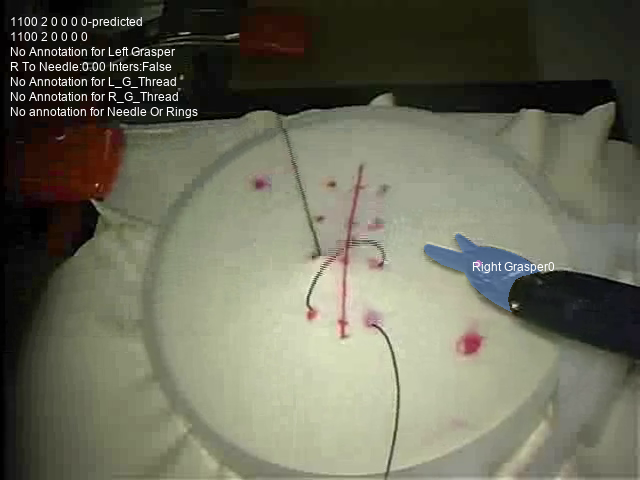 1100 2 0 0 0 0-predicted
1100 2 0 0 0 0
No Annotation for Left Grasper
R To Needle:0.00 Inters:False
No Annotation for L_G_Thread
No Annotation for R_G_Thread
No annotation for Needle Or Rings
Right Grasper0